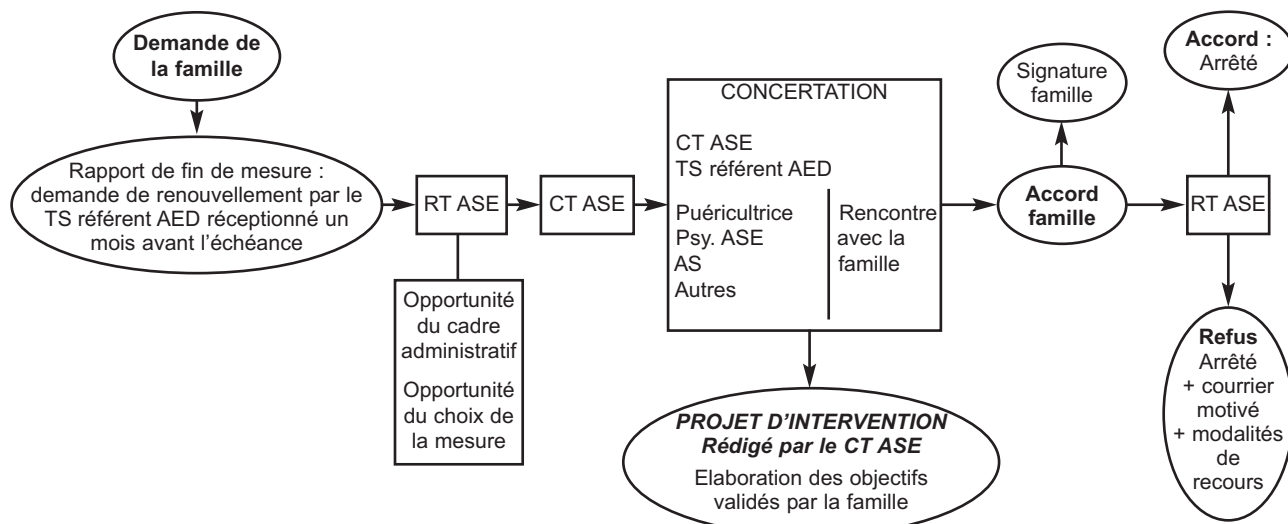 Demande de
la famille
Rapport de fin de mesure :
demande de renouvellement par le
TS référent AED réceptionné un
mois avant l’échéance
RT ASE
Opportunité
du cadre
administratif
Opportunité
du choix de
la mesure
CT ASE
CONCERTATION
CT ASE
TS référent AED
Puéricultrice
Psy. ASE
AS
Autres
Rencontre
avec la
famille
PROJET D’INTERVENTION
Rédigé par le CT ASE
Elaboration des objectifs
validés par la famille
Signature
famille
Accord
famille
Accord :
Arrêté
RT ASE
Refus
Arrêté
+ courrier
motivé
+ modalités
de
recours